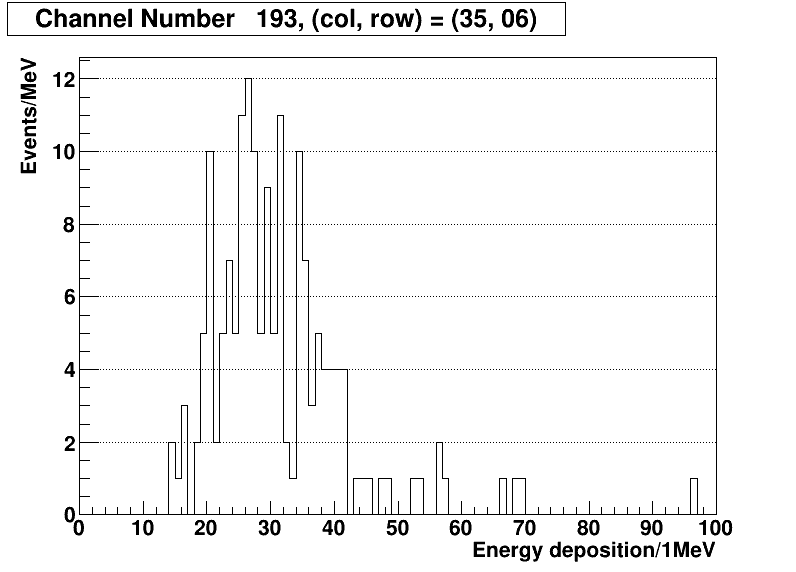 Channel Number 193, (col, row) = (35, 06)
Events/MeV
12
10
8
6
4
2
0
0 10 20 30 40 50 60 70 80 90 100
Energy deposition/1MeV